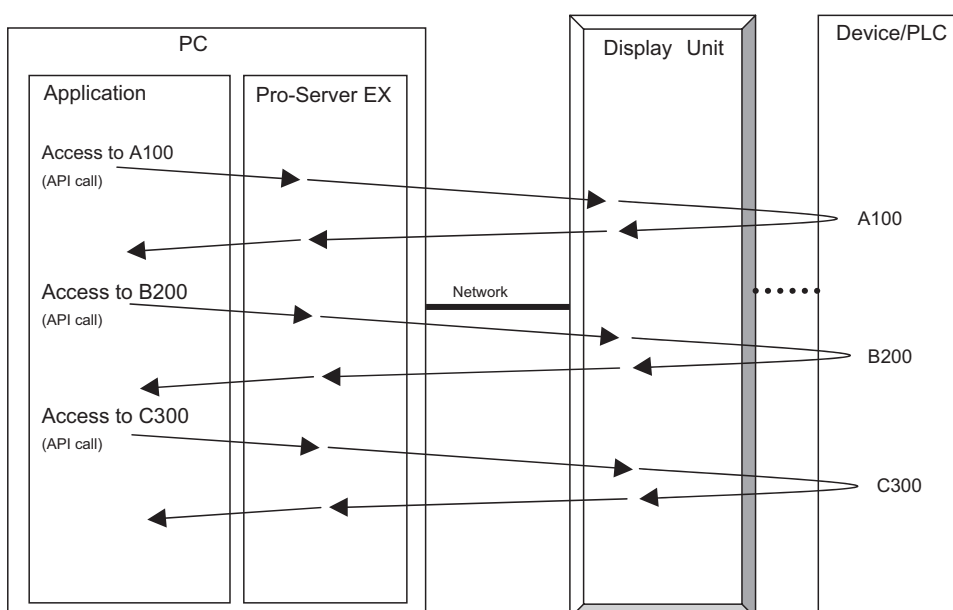 PC
Display Unit
Device/PLC
Application
Pro-Server EX
Access to A100
(API call)
A100
Access to B200
(API call)
Network
B200
Access to C300
(API call)
C300